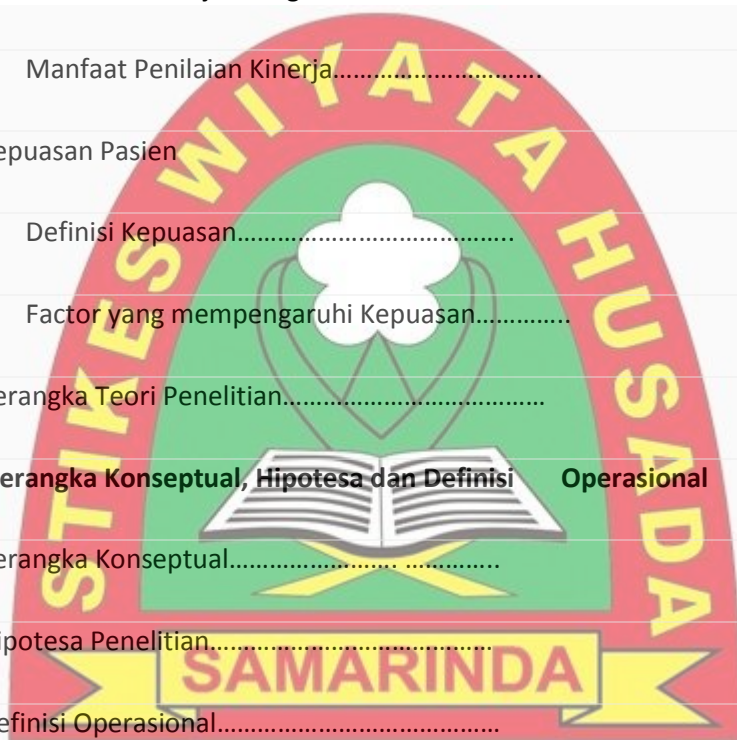 Manfaat Penilaian Kinerja………………………….
epuasan Pasien
Definisi Kepuasan…………………………………..
Factor yang mempengaruhi Kepuasan…………..
erangka Teori Penelitian…………………………………
erangka Konseptual, Hipotesa dan Definisi Operasional
erangka Konseptual……………………. …………..
ipotesa Penelitian……………………………………
efinisi Operasional……………………………………
STIKES WIYATA HUSADA
SAMARINDA